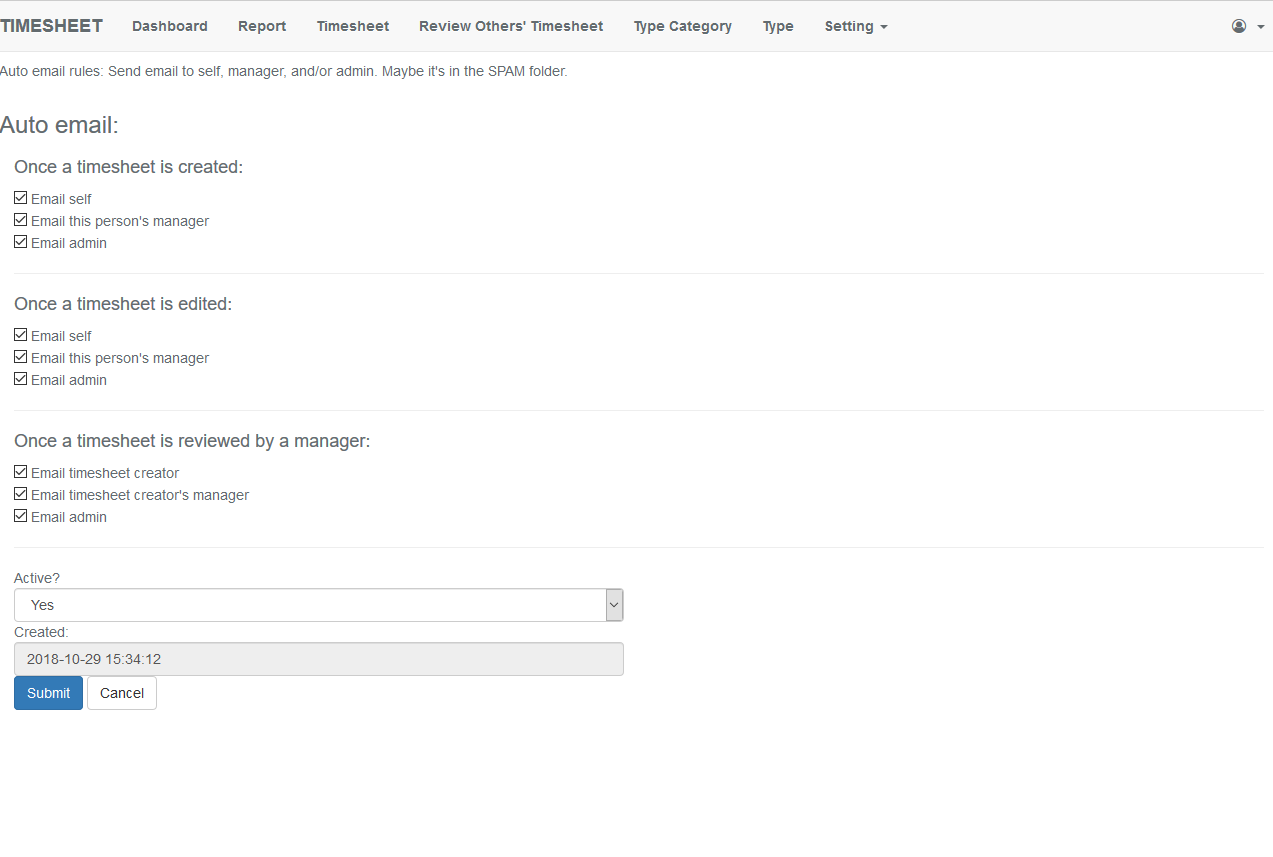 TIMESHEET Dashboard Report Timesheet Review Others' Timesheet Type Category Type Setting
Auto email rules: Send email to self, manager, and/or admin. Maybe it's in the SPAM folder.
Auto email:
Once a timesheet is created:
Email self
Email this person's manager
Email admin
Once a timesheet is edited:
Email self
Email this person's manager
Email admin
Once a timesheet is reviewed by a manager:
Email timesheet creator
Email timesheet creator's manager
Email admin
Active?
Yes
Created:
2018-10-29 15:34:12
Submit Cancel